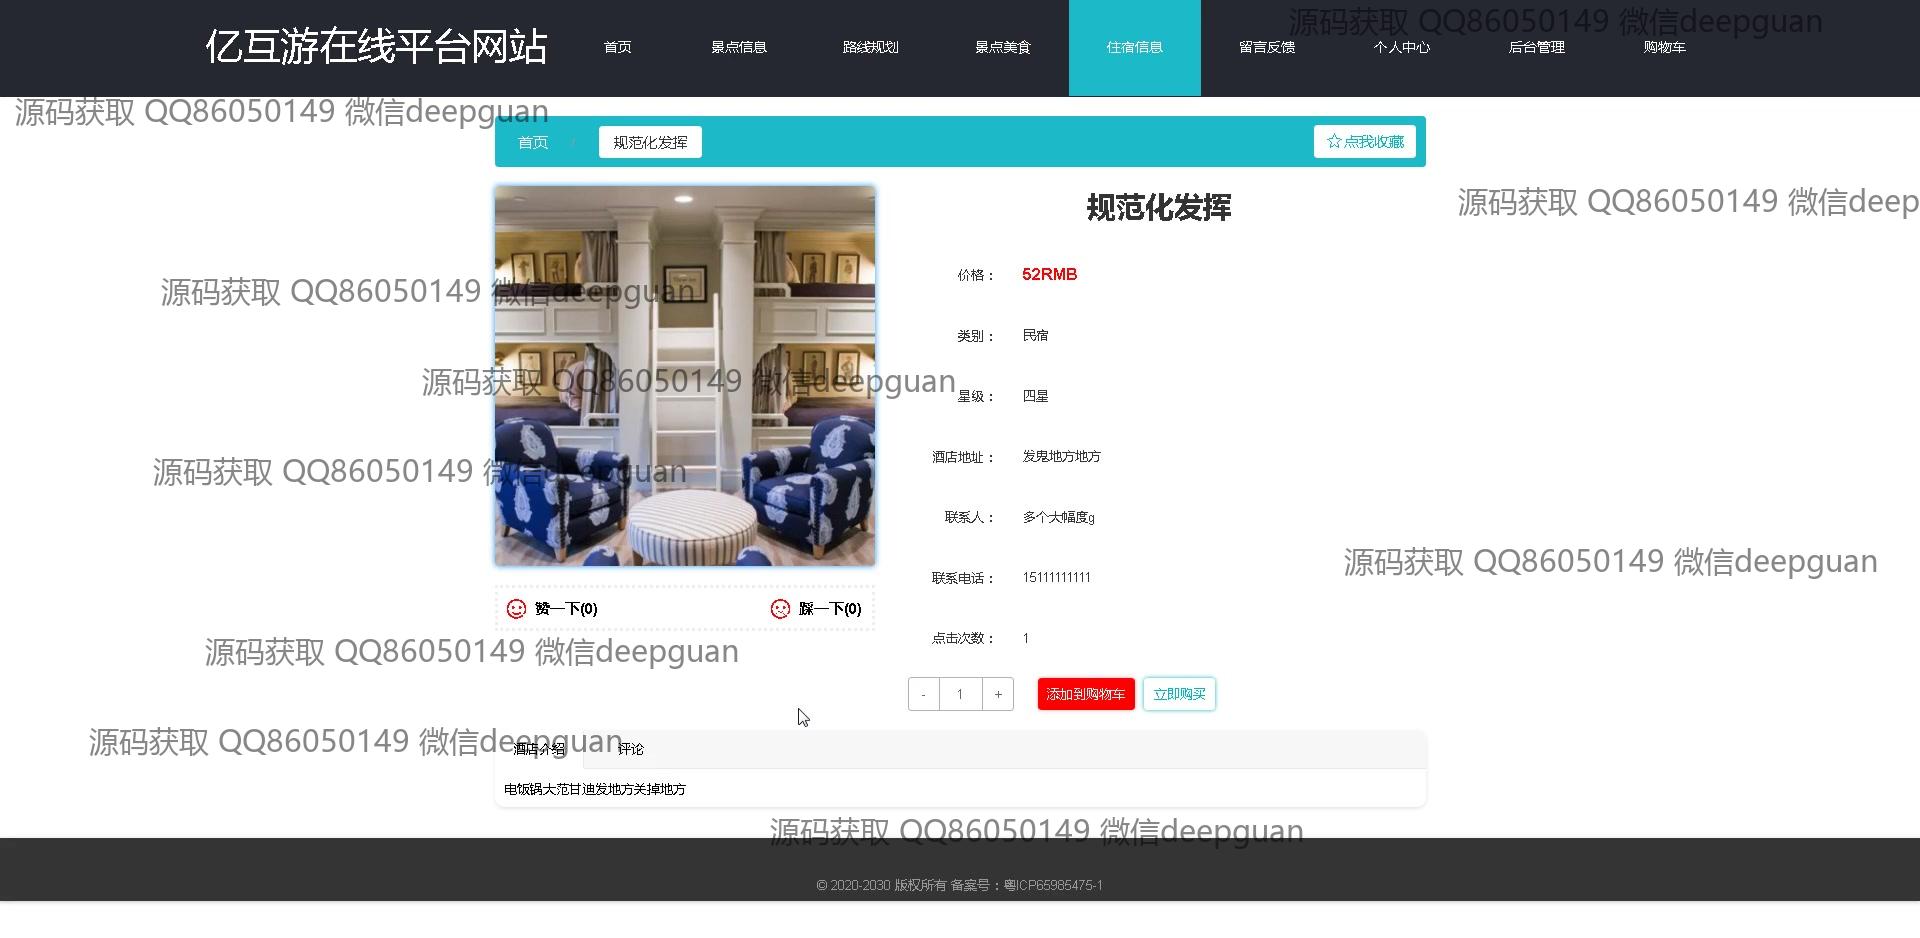 亿互游在线平台网站 首页 景点信息 路线规划 景点美食 住宿信息 留言反馈 个人中心 后台管理 购物车
源码获取 QQ86050149 微信deepguan
源码获取 QQ86050149 微信deepguan
首页 / 规范化发挥 ☆点我收藏
规范化发挥
源码获取 QQ86050149 微信deep
价格： 52RMB
源码获取 QQ86050149 微信deepguan
类别： 民宿
源码获取 QQ86050149 微信deepguan
星级： 四星
酒店地址： 发鬼地方地方
源码获取 QQ86050149 微信deepguan
联系人： 多个大幅度g
源码获取 QQ86050149 微信deepguan
联系电话： 15111111111
赞一下(0) 踩一下(0)
点击次数： 1
源码获取 QQ86050149 微信deepguan
- 1 + 添加到购物车 立即购买
源码获取 QQ86050149 微信deepguan
酒店介绍 评论
电饭锅大范甘迪发地方关掉地方
源码获取 QQ86050149 微信deepguan
© 2020-2030 版权所有 备案号：粤ICP65985475-1